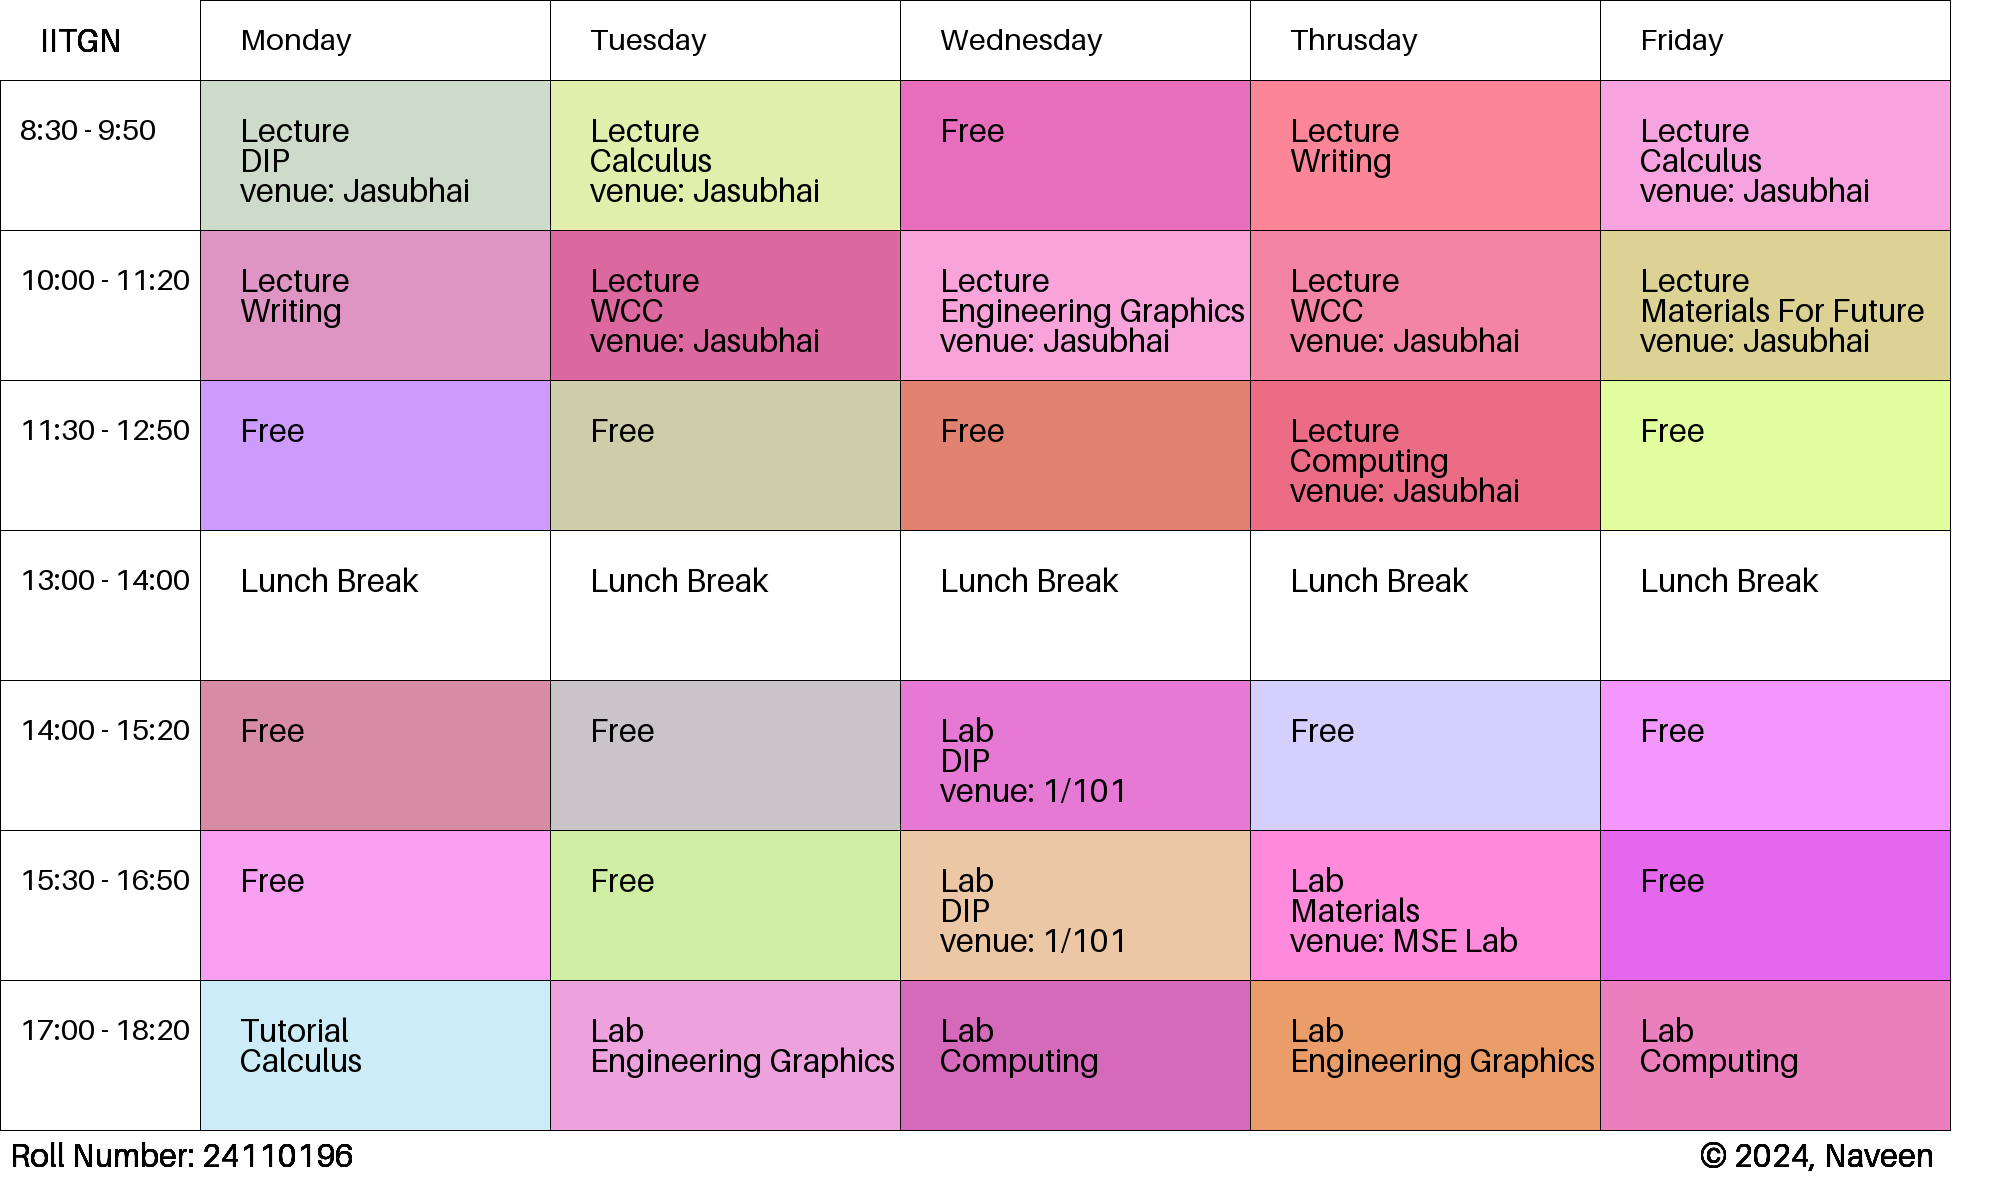 IITGN Monday Tuesday Wednesday Thrusday Friday
8:30 - 9:50
Lecture
DIP
venue: Jasubhai
Lecture
Calculus
venue: Jasubhai
Free
Lecture
Writing
Lecture
Calculus
venue: Jasubhai
10:00 - 11:20
Lecture
Writing
Lecture
WCC
venue: Jasubhai
Lecture
Engineering Graphics
venue: Jasubhai
Lecture
WCC
venue: Jasubhai
Lecture
Materials For Future
venue: Jasubhai
11:30 - 12:50
Free
Free
Free
Lecture
Computing
venue: Jasubhai
Free
13:00 - 14:00
Lunch Break
Lunch Break
Lunch Break
Lunch Break
Lunch Break
14:00 - 15:20
Free
Free
Lab
DIP
venue: 1/101
Free
Free
15:30 - 16:50
Free
Free
Lab
DIP
venue: 1/101
Lab
Materials
venue: MSE Lab
Free
17:00 - 18:20
Tutorial
Calculus
Lab
Engineering Graphics
Lab
Computing
Lab
Engineering Graphics
Lab
Computing
Roll Number: 24110196
© 2024, Naveen